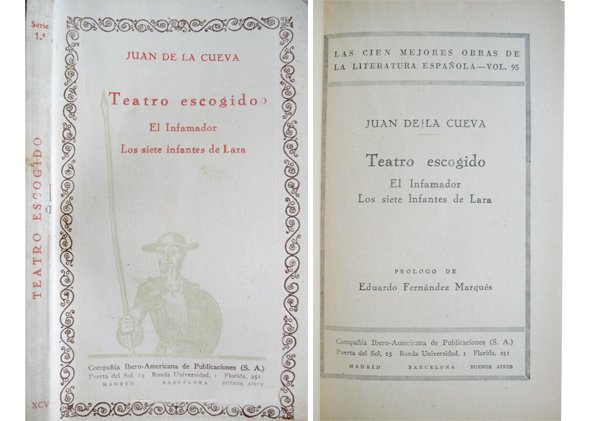 Serie
1.ª
TEATRO ESCOGIDO
XCV
JUAN DE LA CUEVA
Teatro escogido
El Infamador
Los siete infantes de Lara
Compañía Ibero-Americana de Publicaciones (S. A.)
Puerta del Sol, 15 Ronda Universidad, 1 Florida, 251
MADRID BARCELONA BUENOS AIRES
LAS CIEN MEJORES OBRAS DE
LA LITERATURA ESPAÑOLA—VOL. 95
JUAN DE LA CUEVA
Teatro escogido
El Infamador
Los siete Infantes de Lara
PROLOGO DE
Eduardo Fernández Marqués
Compañía Ibero-Americana de Publicaciones (S. A.)
Puerta del Sol, 15 Ronda Universidad, 1 Florida, 251
MADRID BARCELONA BUENOS AIRES